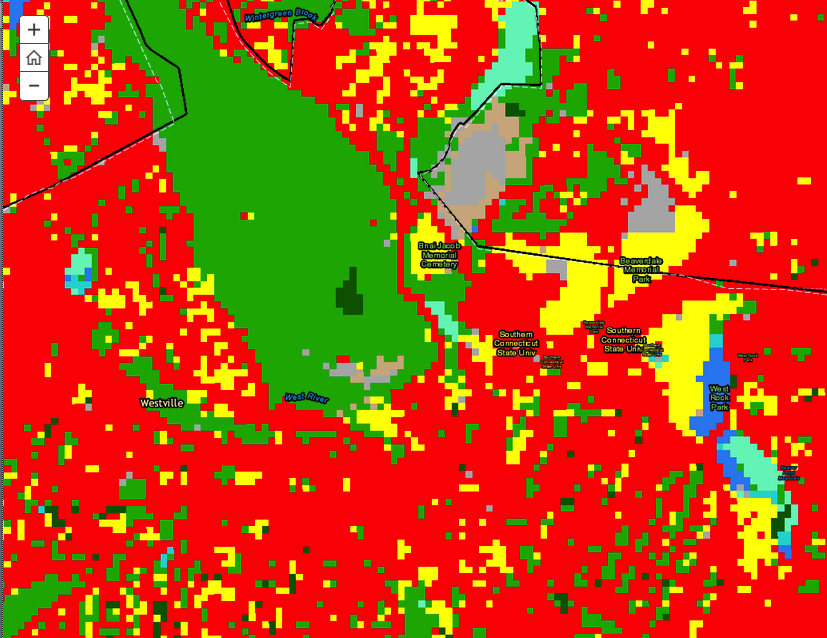 +
−
Wintergreen Brook
Bnai Jacob
Memorial
Cemetery
Beaverdale
Memorial
Park
Southern
Connecticut
State Univ
Southern
Connecticut
State Univ
West
Rock
Park
West River
Westville